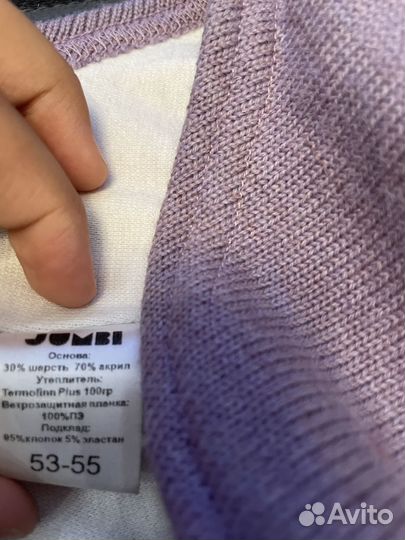 JUMBI
Основа:
30% шерсть 70% акрил
Утеплитель:
Termofinn Plus 100гр
Ветрозащитная пленка:
100%ПЭ
Подклад:
95%хлопок 5% эластан
53-55
Avito